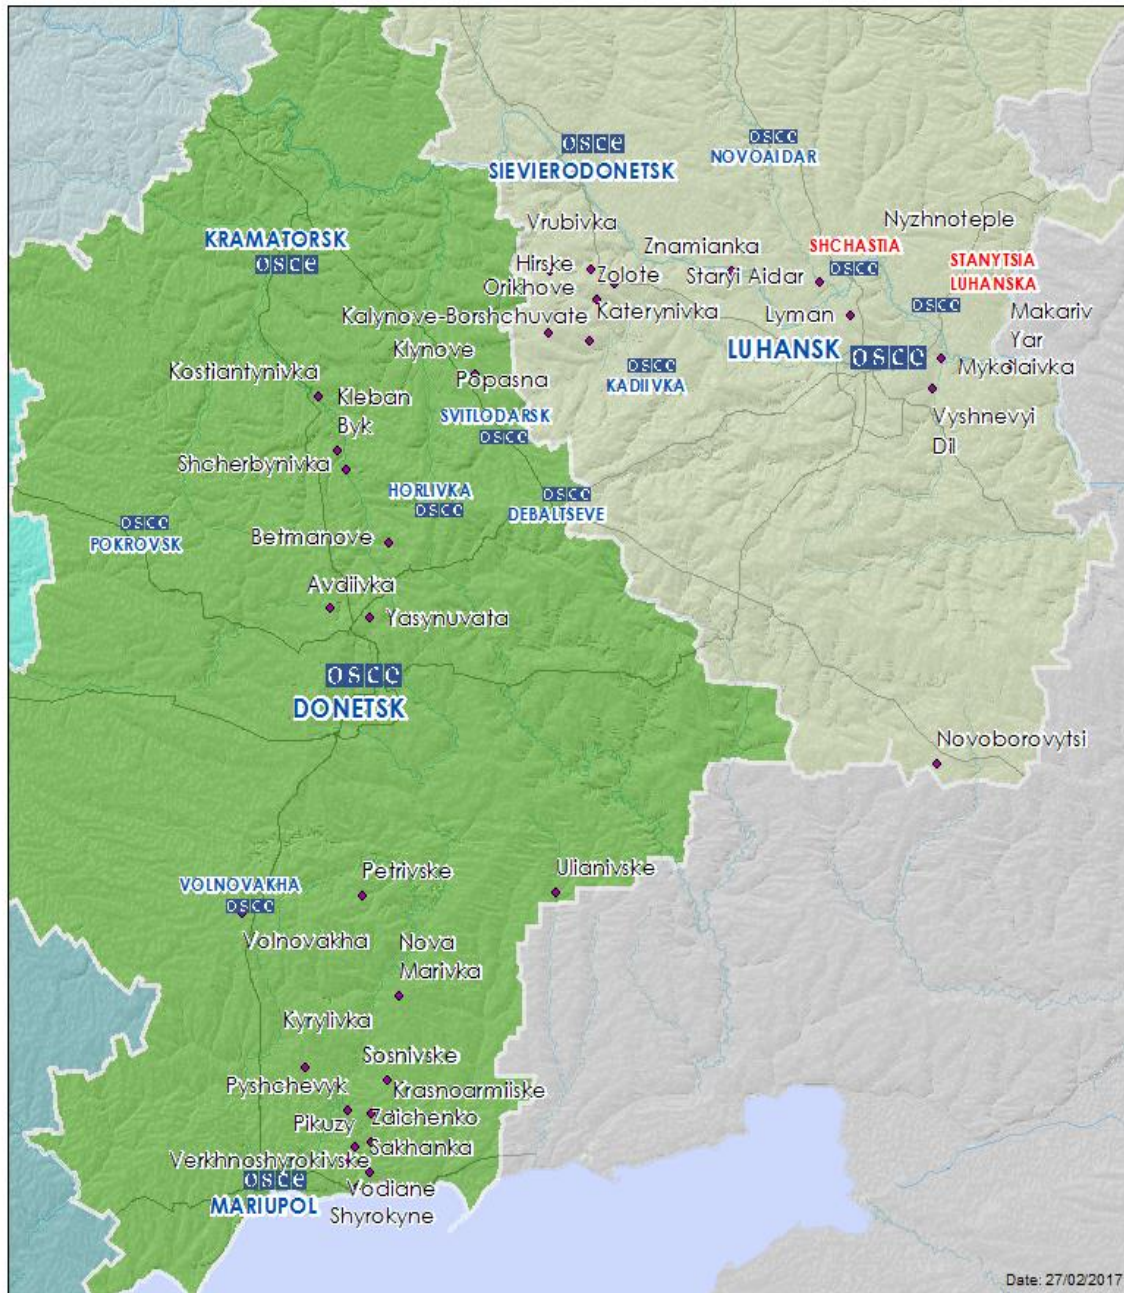 osce
osce
NOVOAIDAR
SIEVIERODONETSK
Vrubivka
Nyzhnoteple
KRAMATORSK
osce
Znamianka
SHCHASTIA
osce
STANYTSIA
LUHANSKA
osce
Hirske
Zolote
Staryi Aidar
Orikhove
Makariv
Yar
Kalynove-Borshchuvate
Katerynivka
Lyman
LUHANSK
osce
Klynove
Kostiantynivka
Popasna
osce
KADIIVKA
Mykolaivka
Kleban
Byk
SVITLODARSK
osce
Vyshnevyi
Dil
Shcherbynivka
HORLIVKA
osce
osce
DEBALTSEVE
osce
POKROVSK
Betmanove
Avdiivka
Yasynuvata
osce
DONETSK
Novoborovytsi
Petrivske
Ulianivske
VOLNOVAKHA
osce
Volnovakha
Nova
Marivka
Kyrylivka
Sosnivske
Pyshchevyk
Krasnoarmiiske
Pikuzy
Zaichenko
Sakhanka
Verkhnoshyrokivske
osce
MARIUPOL
Vodiane
Shyrokyne
Date: 27/02/2017